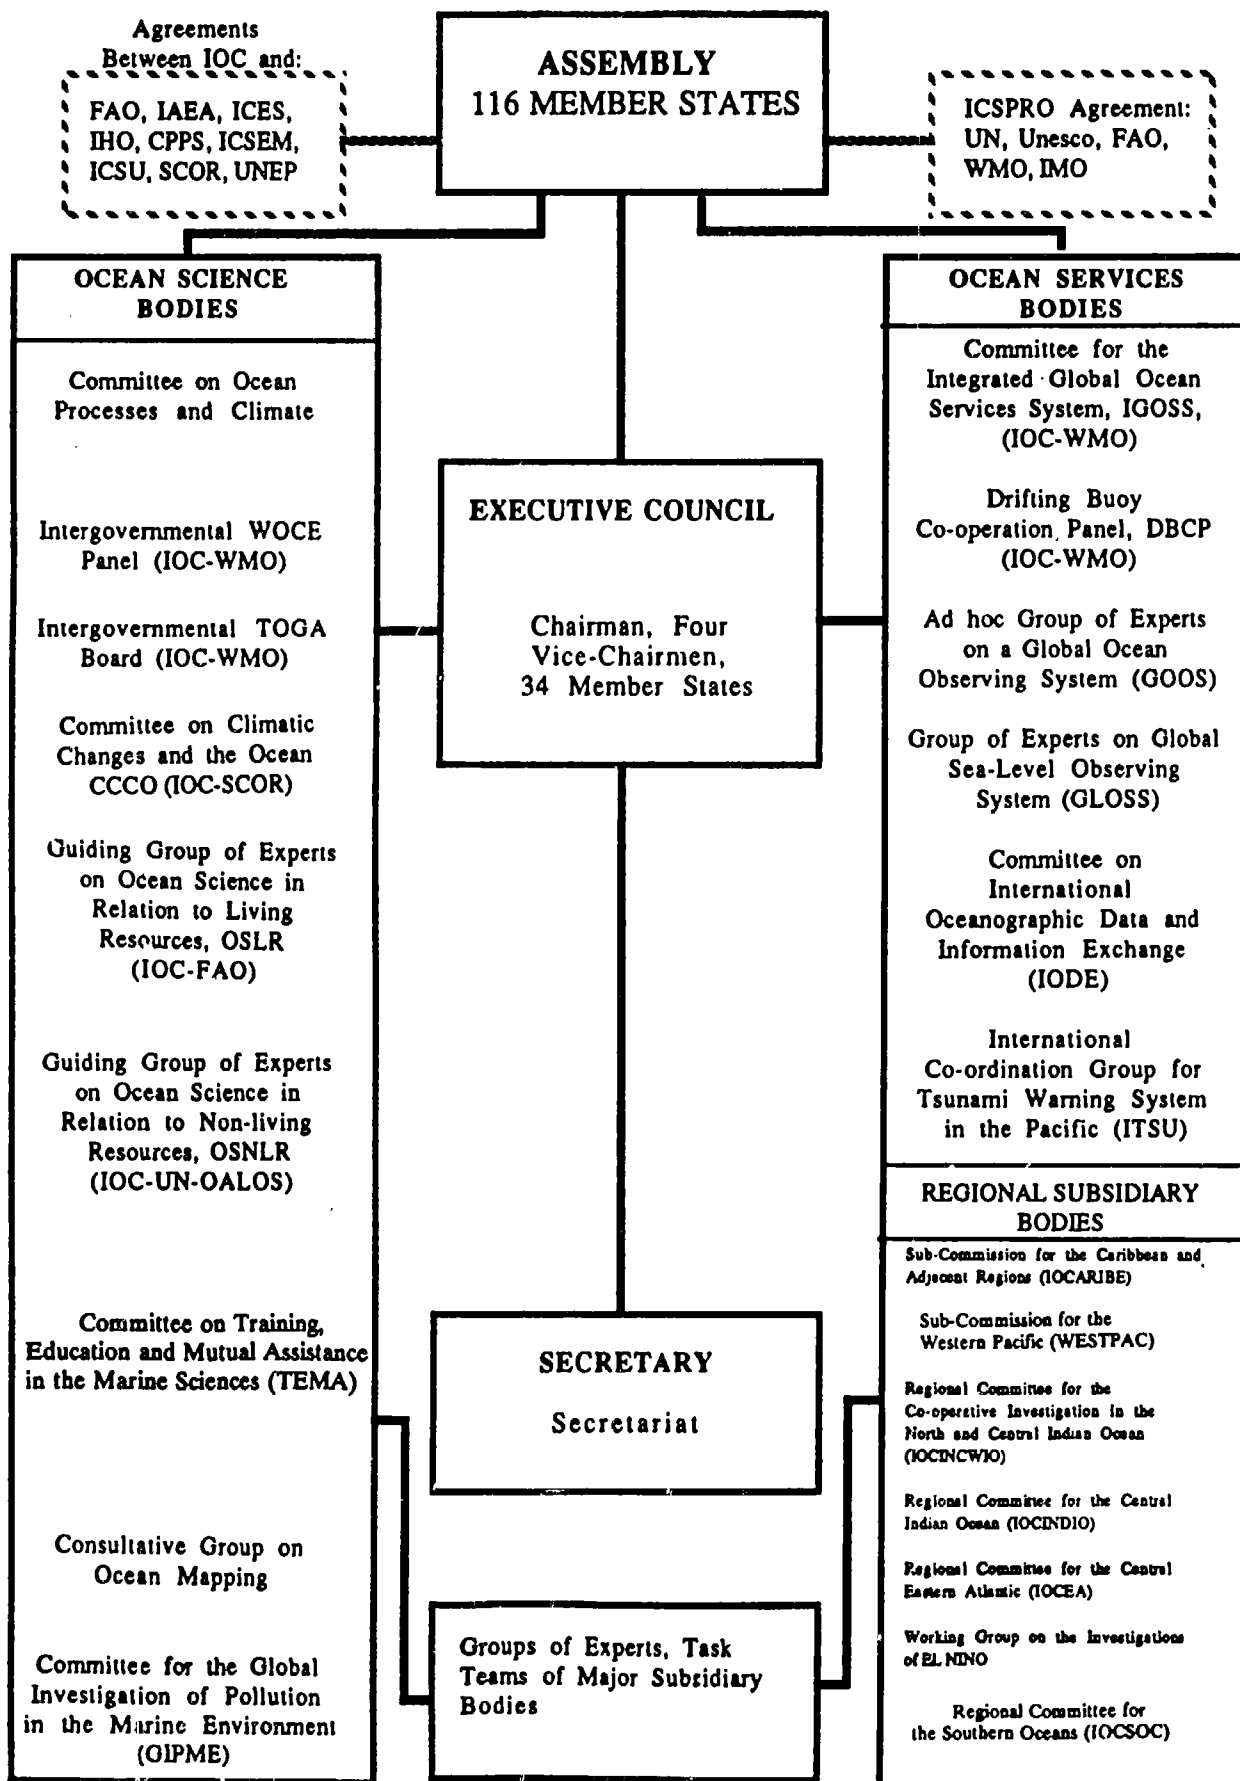 Agreements
Between IOC and:
FAO, IAEA, ICES,
IHO, CPPS, ICSEM,
ICSU, SCOR, UNEP
ASSEMBLY
116 MEMBER STATES
ICSPRO Agreement:
UN, Unesco, FAO,
WMO, IMO
OCEAN SCIENCE
BODIES
Committee on Ocean
Processes and Climate
Intergovernmental WOCE
Panel (IOC-WMO)
Intergovernmental TOGA
Board (IOC-WMO)
Committee on Climatic
Changes and the Ocean
CCCO (IOC-SCOR)
Guiding Group of Experts
on Ocean Science in
Relation to Living
Resources, OSLR
(IOC-FAO)
Guiding Group of Experts
on Ocean Science in
Relation to Non-living
Resources, OSNLR
(IOC-UN-OALOS)
Committee on Training,
Education and Mutual Assistance
in the Marine Sciences (TEMA)
Consultative Group on
Ocean Mapping
Committee for the Global
Investigation of Pollution
in the Marine Environment
(GIPME)
EXECUTIVE COUNCIL
Chairman, Four
Vice-Chairmen,
34 Member States
SECRETARY
Secretariat
Groups of Experts, Task
Teams of Major Subsidiary
Bodies
OCEAN SERVICES
BODIES
Committee for the
Integrated Global Ocean
Services System, IGOSS,
(IOC-WMO)
Drifting Buoy
Co-operation Panel, DBCP
(IOC-WMO)
Ad hoc Group of Experts
on a Global Ocean
Observing System (GOOS)
Group of Experts on Global
Sea-Level Observing
System (GLOSS)
Committee on
International
Oceanographic Data and
Information Exchange
(IODE)
International
Co-ordination Group for
Tsunami Warning System
in the Pacific (ITSU)
REGIONAL SUBSIDIARY
BODIES
Sub-Commission for the Caribbean and
Adjacent Regions (IOCARIBE)
Sub-Commission for the
Western Pacific (WESTPAC)
Regional Committee for the
Co-operative Investigation in the
North and Central Indian Ocean
(IOCINCWIO)
Regional Committee for the Central
Indian Ocean (IOCINDIO)
Regional Committee for the Central
Eastern Atlantic (IOCEA)
Working Group on the Investigations
of EL NINO
Regional Committee for
the Southern Oceans (IOCSOC)